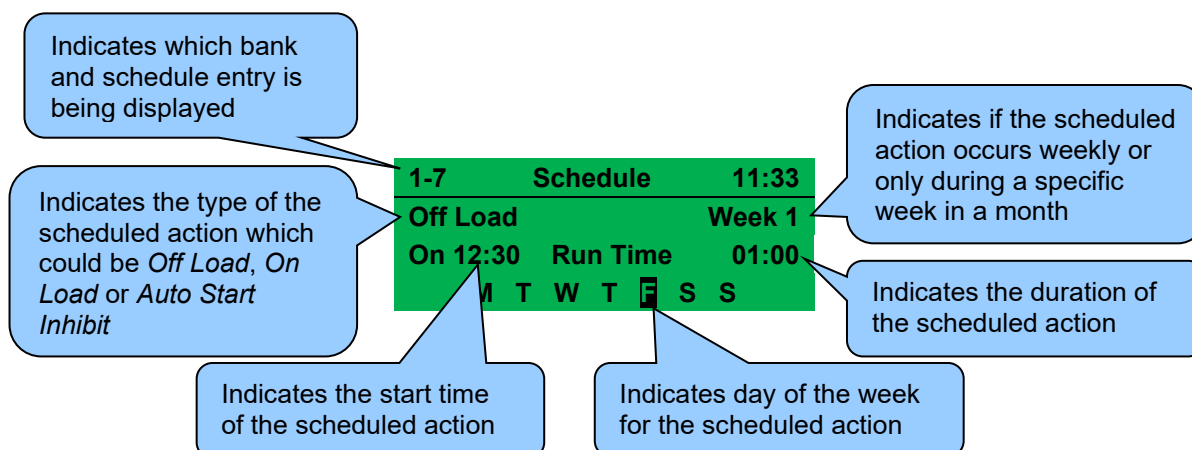 Indicates which bank
and schedule entry is
being displayed
Indicates if the scheduled
action occurs weekly or
only during a specific
week in a month
1-7 Schedule 11:33
Off Load Week 1
On 12:30 Run Time 01:00
M T W T F S S
Indicates the type of the
scheduled action which
could be Off Load, On
Load or Auto Start
Inhibit
Indicates the duration of
the scheduled action
Indicates the start time
of the scheduled action
Indicates day of the week
for the scheduled action